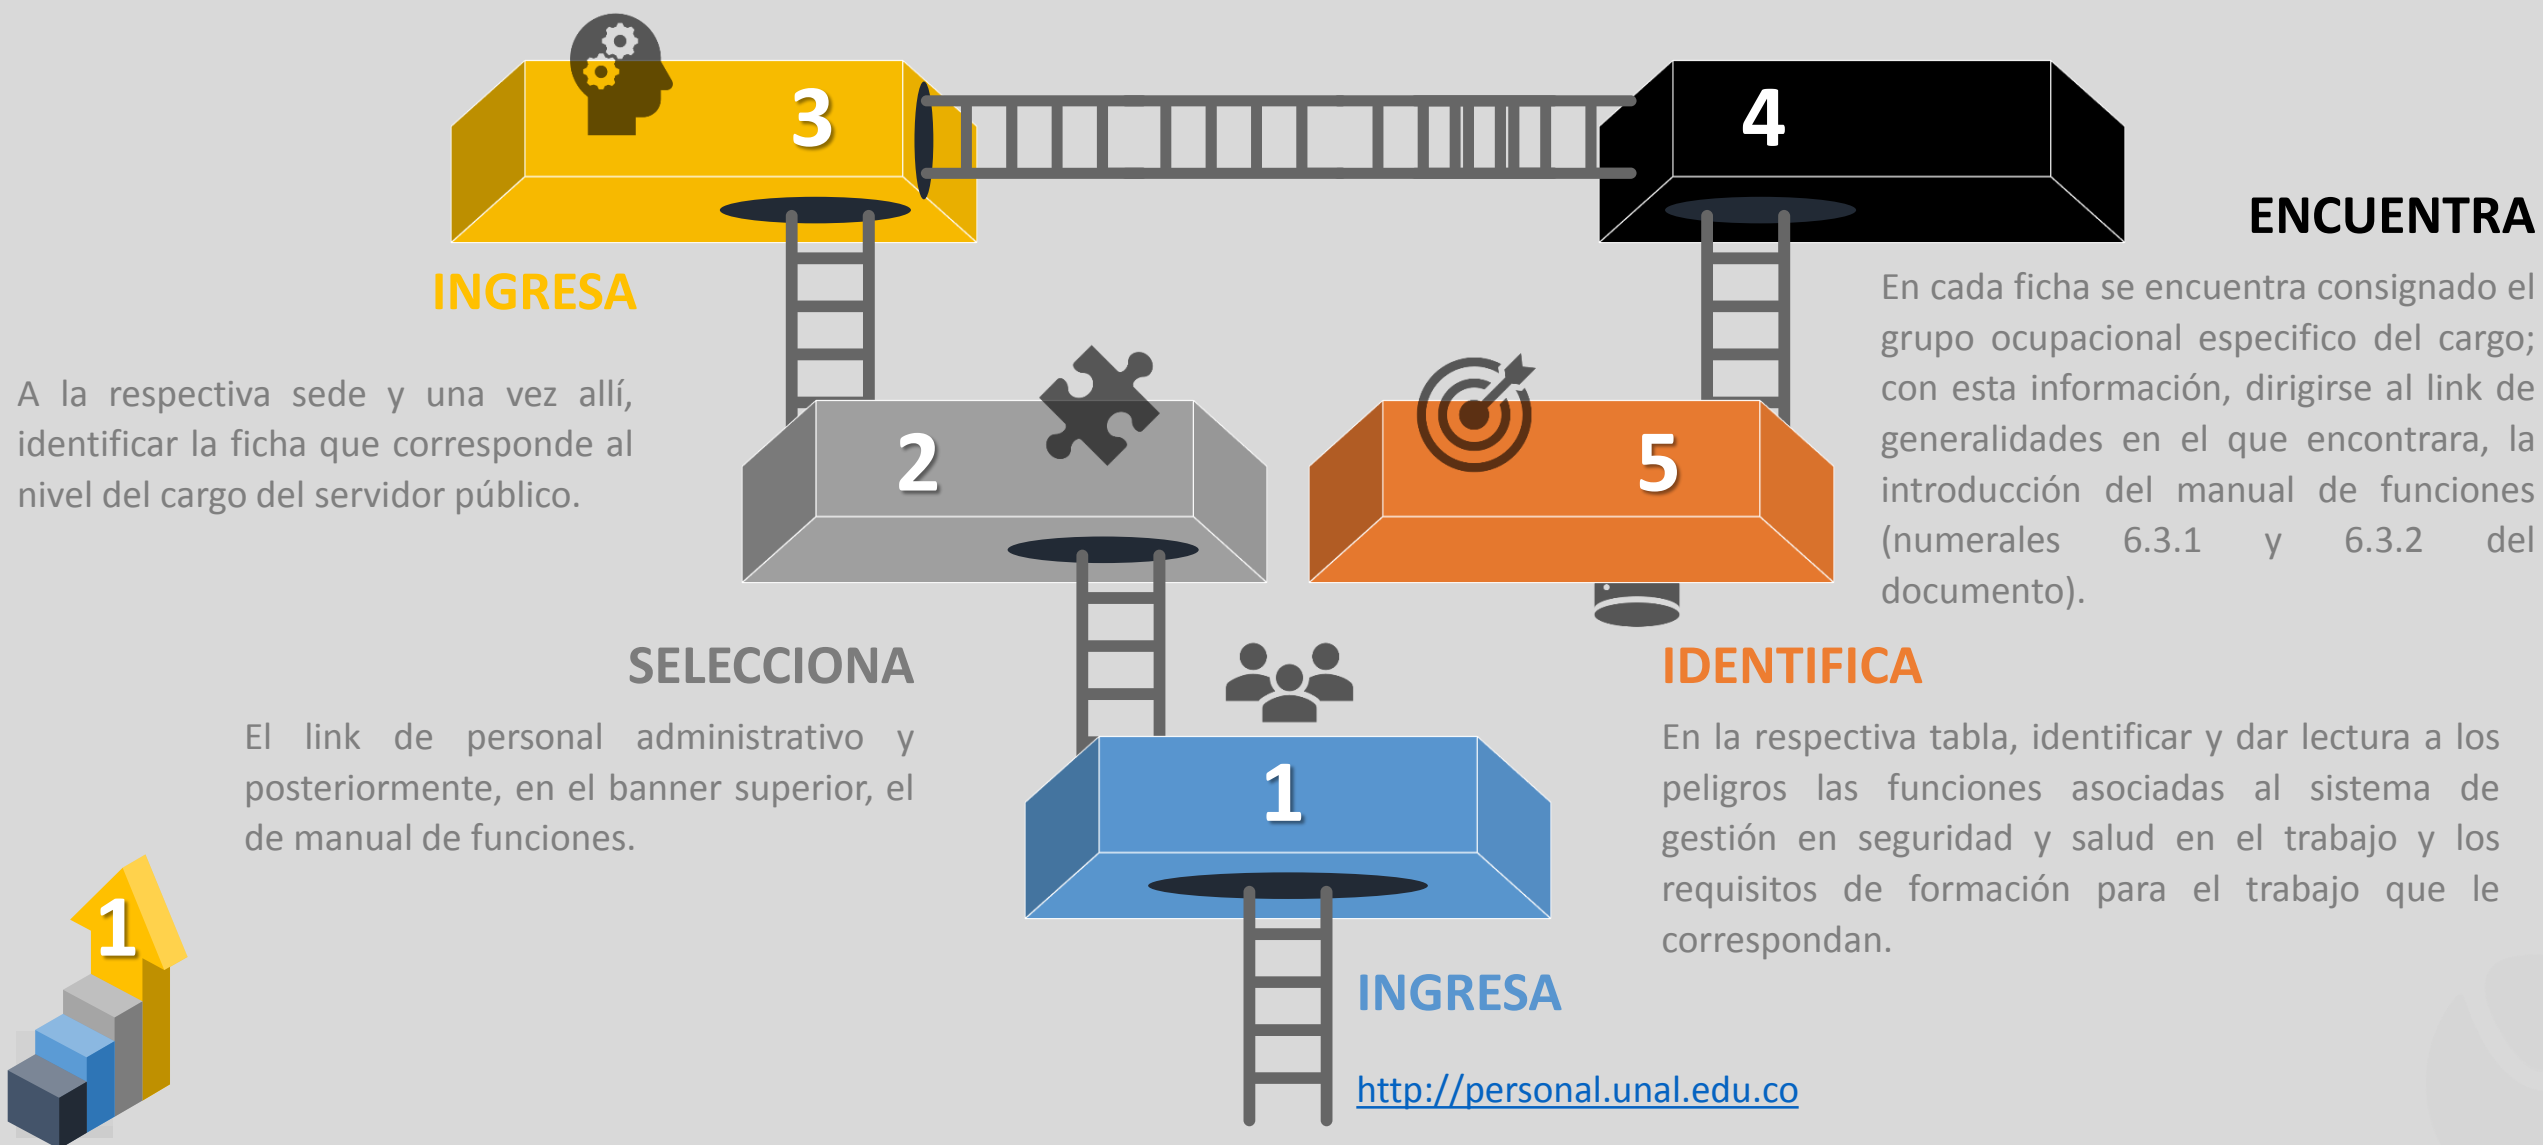 3
4
ENCUENTRA
INGRESA
En cada ficha se encuentra consignado el
grupo ocupacional especifico del cargo;
con esta información, dirigirse al link de
generalidades en el que encontrara, la
introducción del manual de funciones
(numerales 6.3.1 y 6.3.2 del
documento).
A la respectiva sede y una vez allí,
identificar la ficha que corresponde al
nivel del cargo del servidor público.
2
5
SELECCIONA
El link de personal administrativo y
posteriormente, en el banner superior, el
de manual de funciones.
IDENTIFICA
En la respectiva tabla, identificar y dar lectura a los
peligros las funciones asociadas al sistema de
gestión en seguridad y salud en el trabajo y los
requisitos de formación para el trabajo que le
correspondan.
1
1
INGRESA
http://personal.unal.edu.co